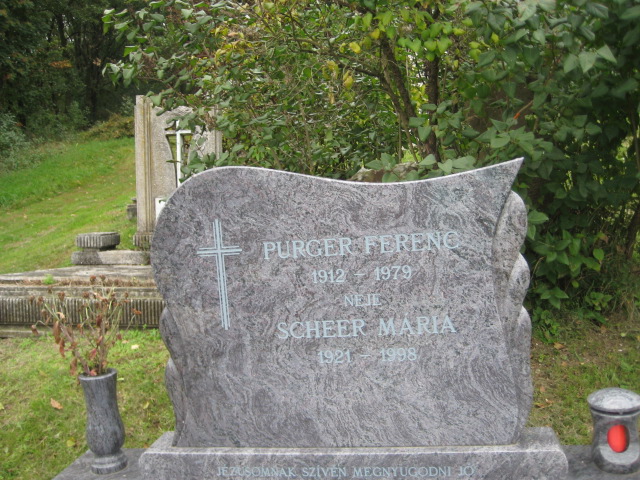 PURGER FERENC
1912 - 1979
NEJE
SCHEER MÁRIA
1921 - 1998
JÉZUSOMNAK SZÍVÉN MEGNYUGODNI JÓ